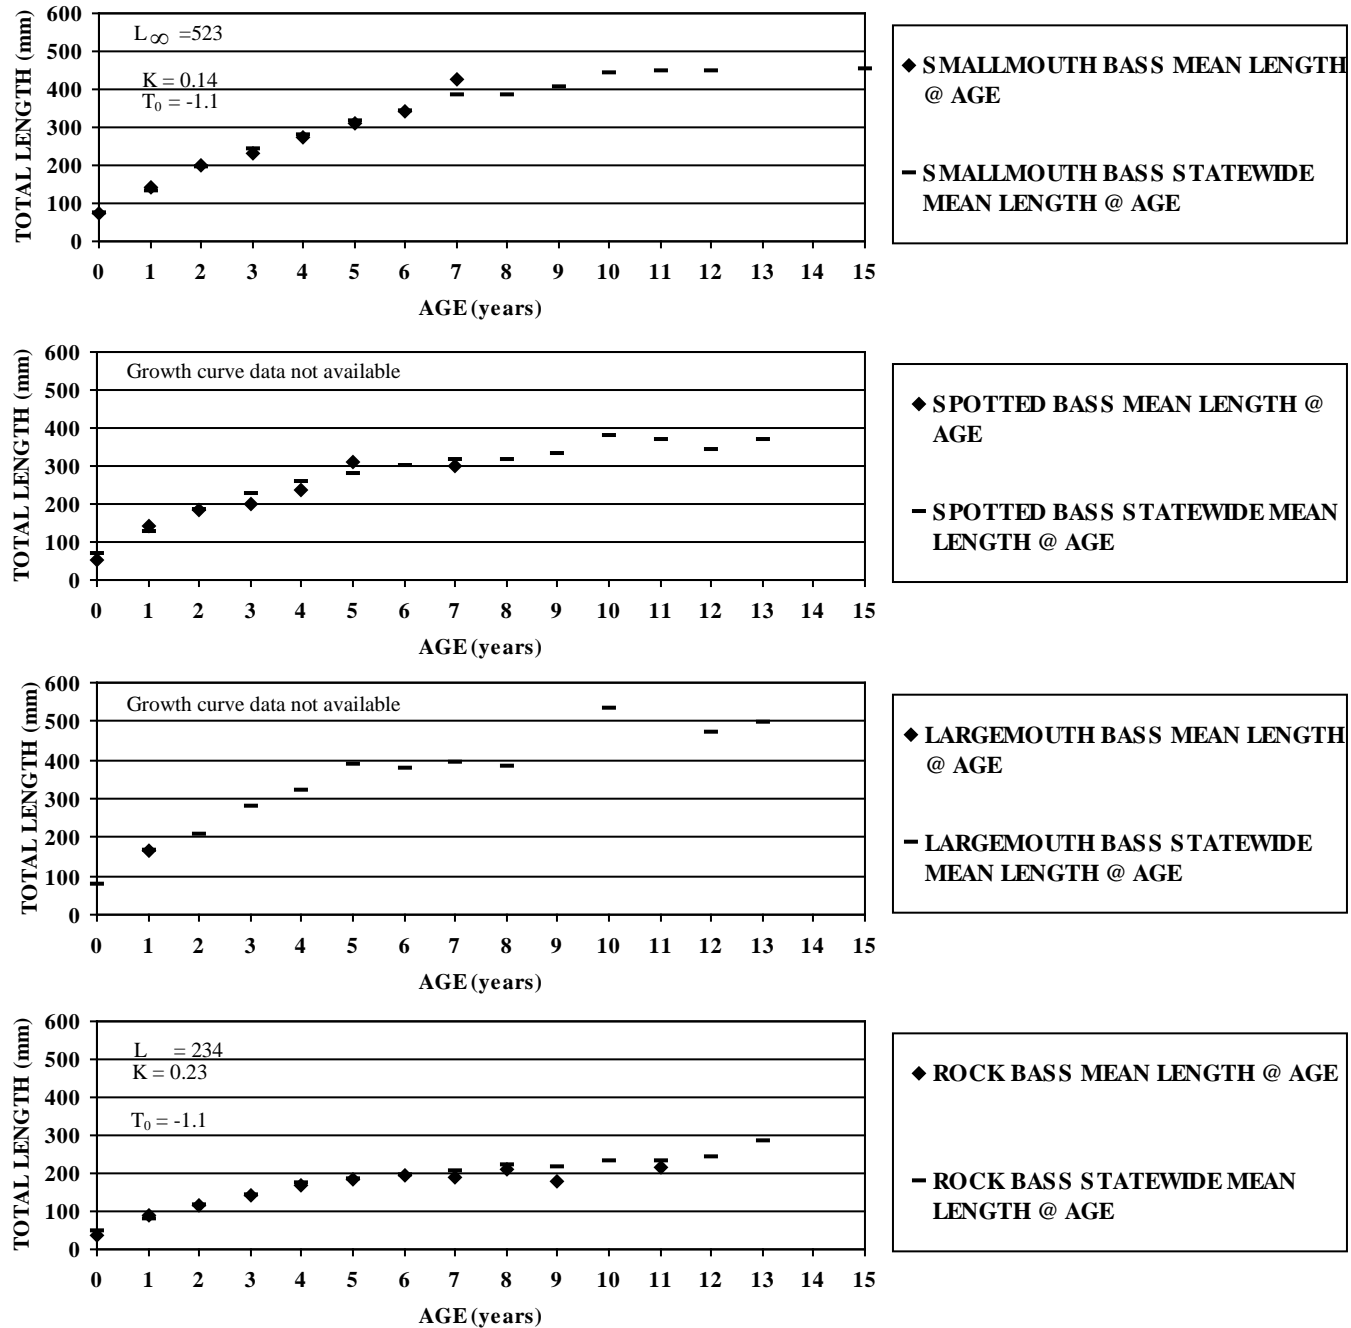 TOTAL LENGTH (mm)
600
500
400
300
200
100
0
L∞ =523
K = 0.14
T0 = -1.1
0 1 2 3 4 5 6 7 8 9 10 11 12 13 14 15
AGE (years)
SMALLMOUTH BASS MEAN LENGTH
@ AGE
SMALLMOUTH BASS STATEWIDE
MEAN LENGTH @ AGE
TOTAL LENGTH (mm)
600
500
400
300
200
100
0
Growth curve data not available
0 1 2 3 4 5 6 7 8 9 10 11 12 13 14 15
AGE (years)
SPOTTED BASS MEAN LENGTH @
AGE
SPOTTED BASS STATEWIDE MEAN
LENGTH @ AGE
TOTAL LENGTH (mm)
600
500
400
300
200
100
0
Growth curve data not available
0 1 2 3 4 5 6 7 8 9 10 11 12 13 14 15
AGE (years)
LARGEMOUTH BASS MEAN LENGTH
@ AGE
LARGEMOUTH BASS STATEWIDE
MEAN LENGTH @ AGE
TOTAL LENGTH (mm)
600
500
400
300
200
100
0
L = 234
K = 0.23
T0 = -1.1
0 1 2 3 4 5 6 7 8 9 10 11 12 13 14 15
AGE (years)
ROCK BASS MEAN LENGTH @ AGE
ROCK BASS STATEWIDE MEAN
LENGTH @ AGE